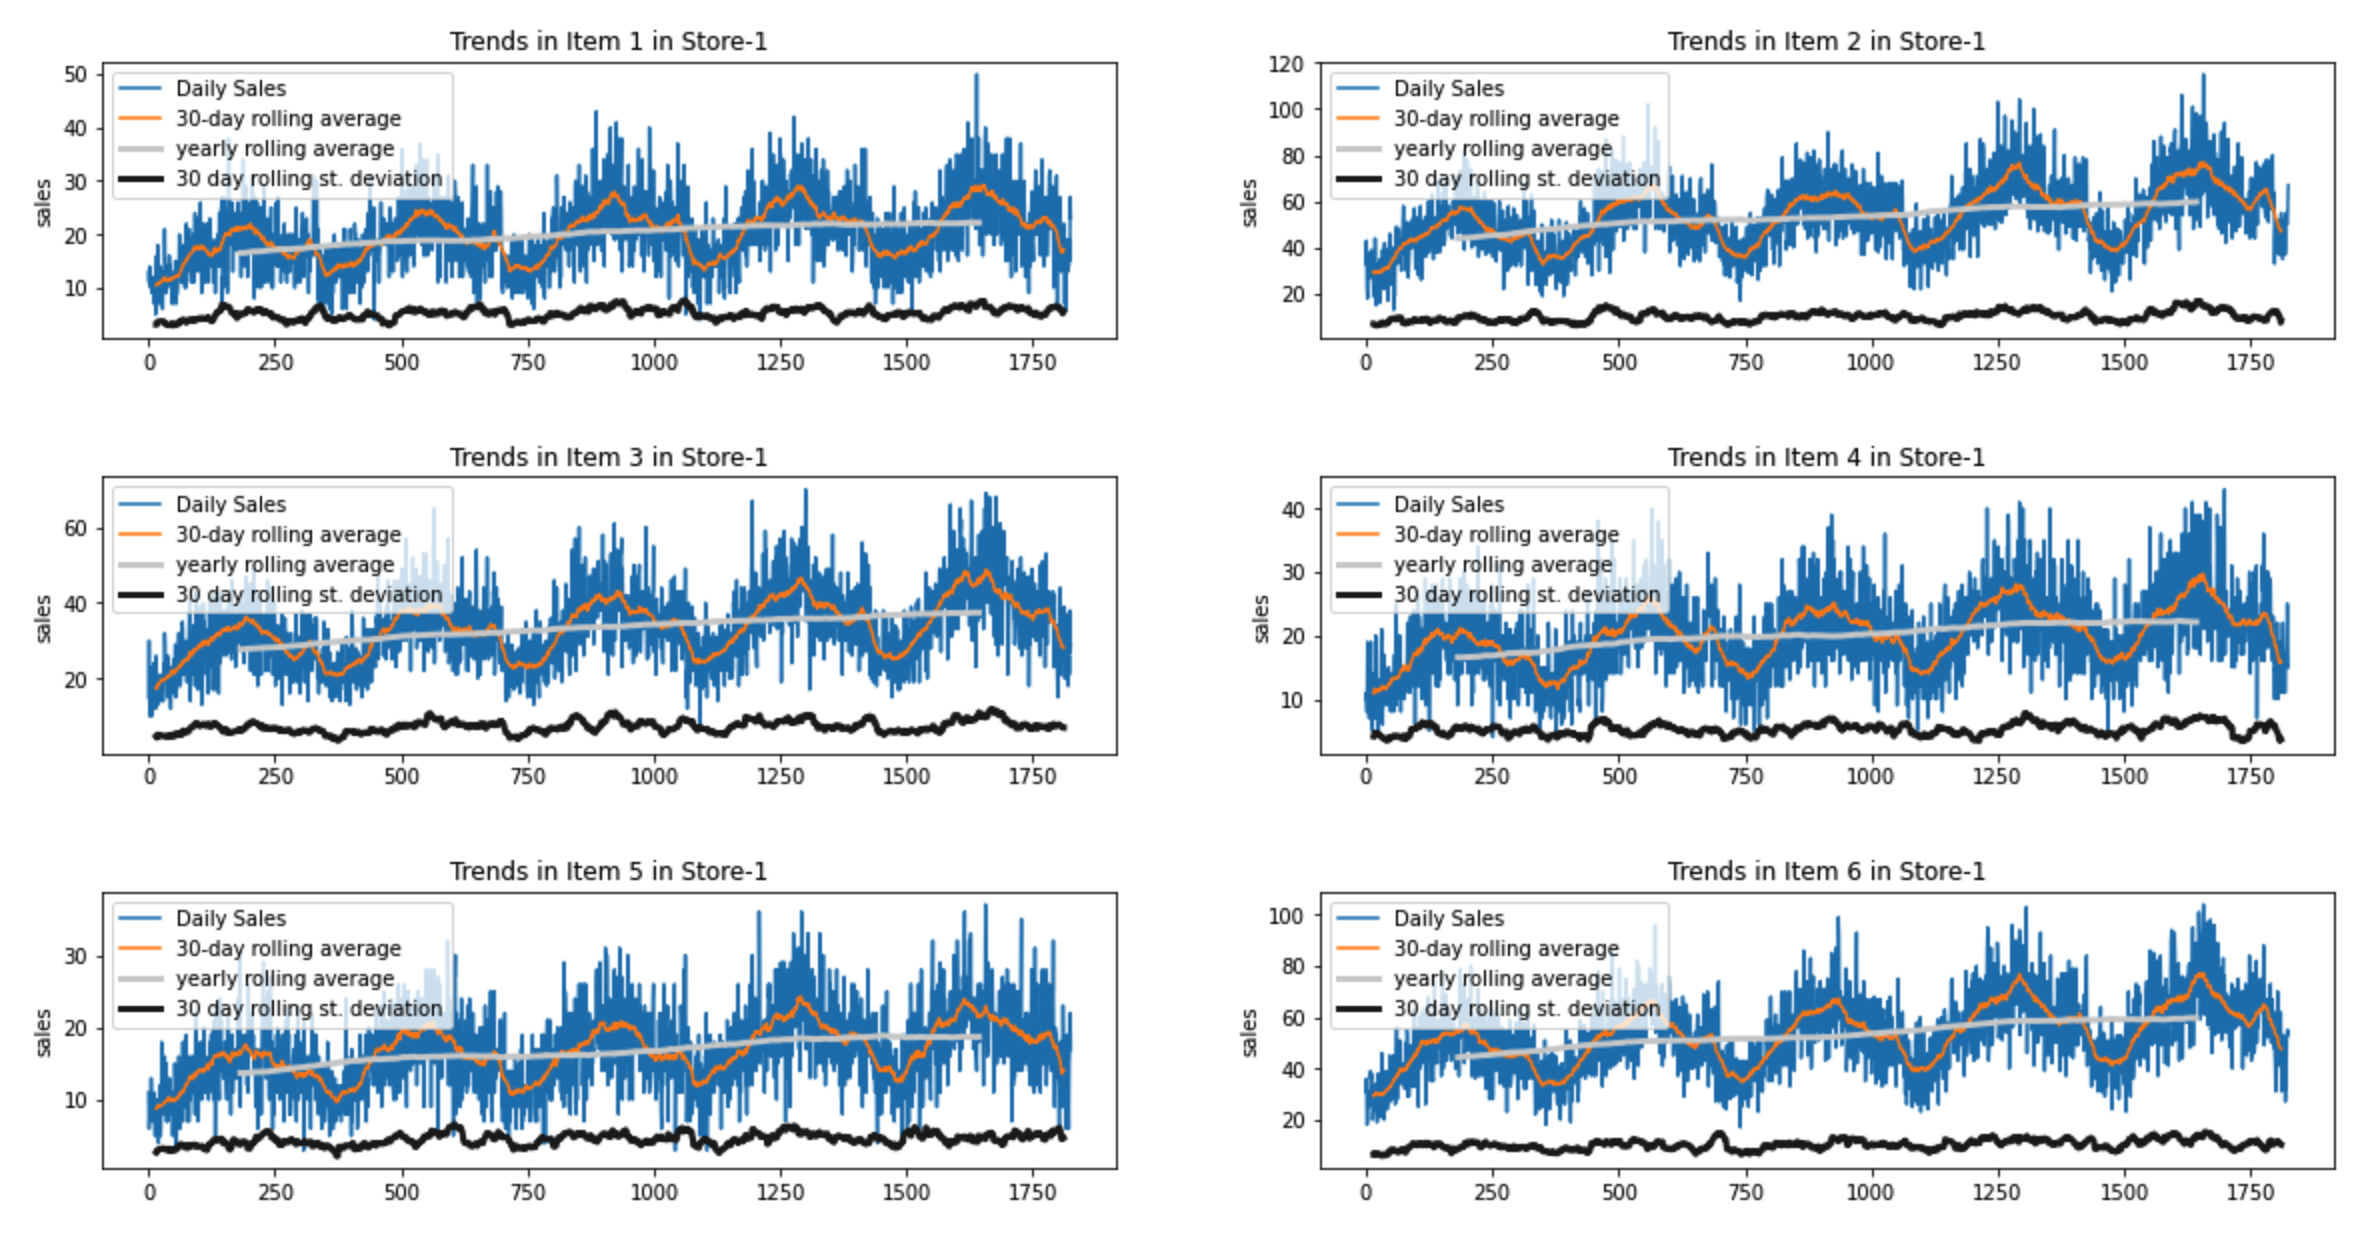 Trends in Item 1 in Store-1
50
40
30
20
10
sales
Daily Sales
30-day rolling average
yearly rolling average
30 day rolling st. deviation
0 250 500 750 1000 1250 1500 1750
Trends in Item 2 in Store-1
120
100
80
60
40
20
sales
Daily Sales
30-day rolling average
yearly rolling average
30 day rolling st. deviation
0 250 500 750 1000 1250 1500 1750
Trends in Item 3 in Store-1
60
40
20
sales
Daily Sales
30-day rolling average
yearly rolling average
30 day rolling st. deviation
0 250 500 750 1000 1250 1500 1750
Trends in Item 4 in Store-1
40
30
20
10
sales
Daily Sales
30-day rolling average
yearly rolling average
30 day rolling st. deviation
0 250 500 750 1000 1250 1500 1750
Trends in Item 5 in Store-1
30
20
10
sales
Daily Sales
30-day rolling average
yearly rolling average
30 day rolling st. deviation
0 250 500 750 1000 1250 1500 1750
Trends in Item 6 in Store-1
100
80
60
40
20
sales
Daily Sales
30-day rolling average
yearly rolling average
30 day rolling st. deviation
0 250 500 750 1000 1250 1500 1750